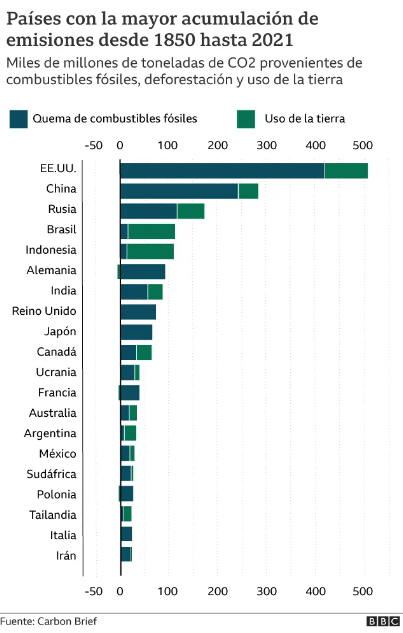 Países con la mayor acumulación de
emisiones desde 1850 hasta 2021
Miles de millones de toneladas de CO2 provenientes de
combustibles fósiles, deforestación y uso de la tierra
Quema de combustibles fósiles Uso de la tierra
-50 0 100 200 300 400 500
EE.UU.
China
Rusia
Brasil
Indonesia
Alemania
India
Reino Unido
Japón
Canadá
Ucrania
Francia
Australia
Argentina
México
Sudáfrica
Polonia
Tailandia
Italia
Irán
-50 0 100 200 300 400 500
Fuente: Carbon Brief BBC